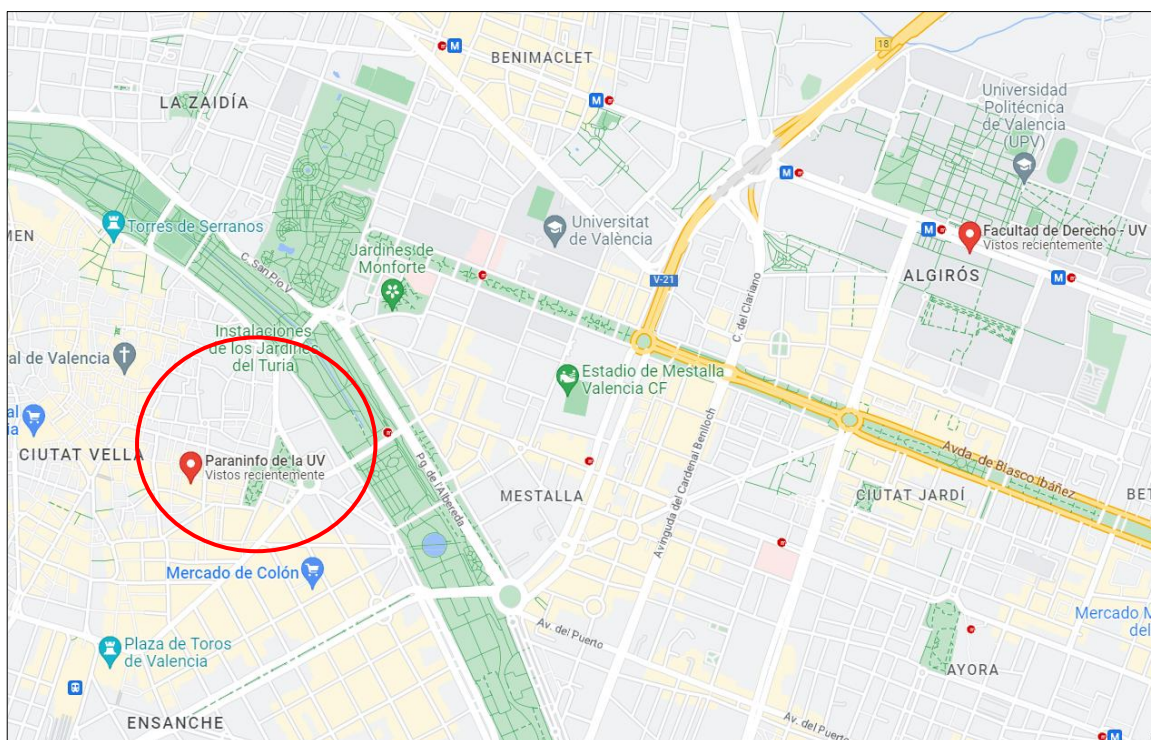 BENIMACLET
18
M
LA ZAIDÍA
M
Universidad
Politécnica
de Valencia
(UPV)
M
Torres de Serranos
MEN
C. San Pío V
Jardines de
Monforte
Universitat
de València
M
Facultad de Derecho - UV
Vistos recientemente
ALGIRÓS
M
V-21
C. del Clariano
Instalaciones
de los Jardines
del Turia
al de Valencia
Estadio de Mestalla
Valencia CF
al
ia
CIUTAT VELLA
Paraninfo de la UV
Vistos recientemente
Pg. de l'Albereda
MESTALLA
Avinguda del Cardenal Benlloch
Avda. de Blasco Ibáñez
CIUTAT JARDÍ
BET
Mercado de Colón
Av. del Puerto
Mercado M
del
Plaza de Toros
de Valencia
AYORA
ENSANCHE
Av. del Puerto
M